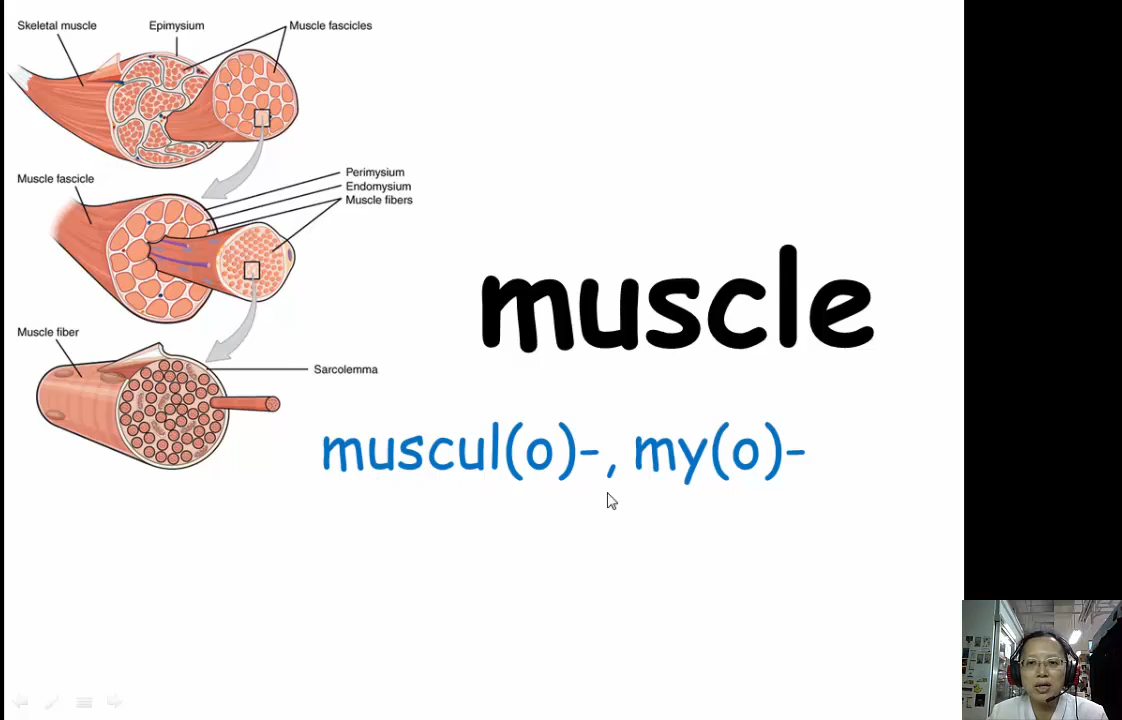 Skeletal muscle
Epimysium
Muscle fascicles
Muscle fascicle
Perimysium
Endomysium
Muscle fibers
muscle
Muscle fiber
Sarcolemma
muscul(o)-, my(o)-